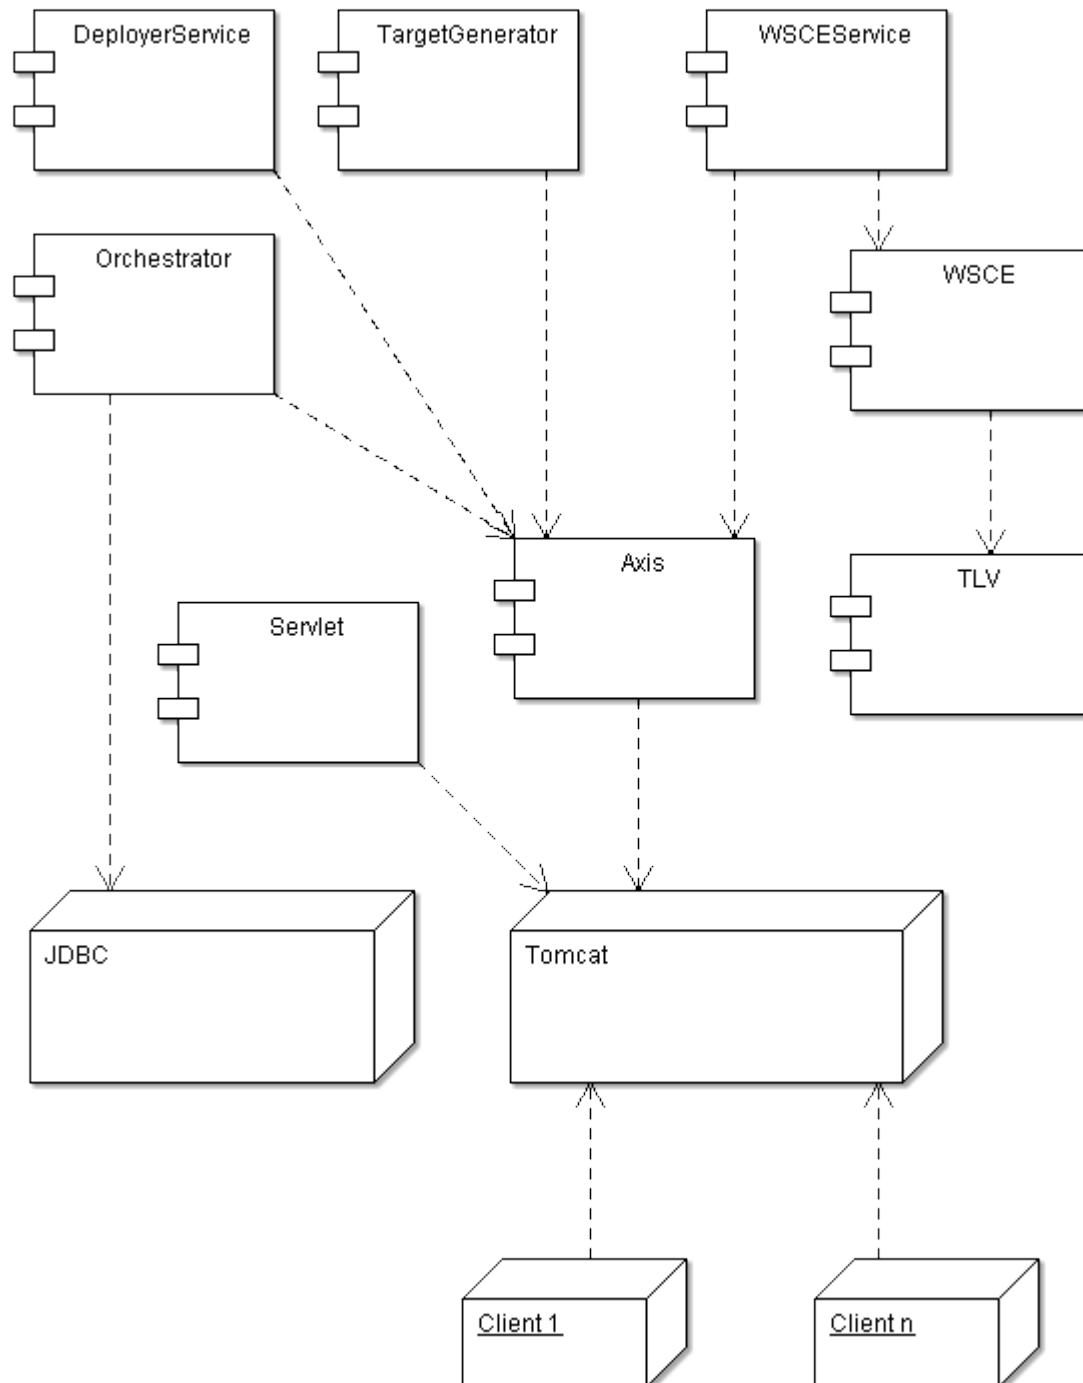 DeployerService
TargetGenerator
WSCEService
Orchestrator
WSCE
Axis
TLV
Servlet
JDBC
Tomcat
Client 1
Client n